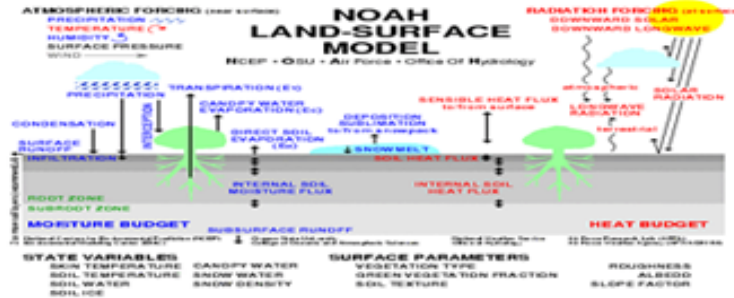 ATMOSPHERIC FORCING (near surface)
PRECIPITATION
TEMPERATURE
HUMIDITY
SURFACE PRESSURE
WIND
NOAH
LAND-SURFACE
MODEL
NCEP • OSU • Air Force • Office Of Hydrology
RADIATION FORCING (at surface)
DOWNWARD SOLAR
DOWNWARD LONGWAVE
PRECIPITATION
CONDENSATION
SURFACE
RUNOFF
INFILTRATION
INTERCEPTION
TRANSPIRATION (Et)
CANOPY WATER
EVAPORATION (Ec)
DIRECT SOIL
EVAPORATION
DEPOSITION
SUBLIMATION
to/from snowpack
SNOWMELT
SENSIBLE HEAT FLUX
to/from surface
SOIL HEAT FLUX
atmospheric
LONGWAVE
RADIATION
terrestrial
SOLAR
RADIATION
INTERNAL SOIL
MOISTURE FLUX
INTERNAL SOIL
HEAT FLUX
ROOT ZONE
SUBROOT ZONE
MOISTURE BUDGET
SUBSURFACE RUNOFF
HEAT BUDGET
STATE VARIABLES
SKIN TEMPERATURE
SOIL TEMPERATURE
SOIL WATER
SOIL ICE
CANOPY WATER
SNOW WATER
SNOW DENSITY
SURFACE PARAMETERS
VEGETATION TYPE
GREEN VEGETATION FRACTION
SOIL TEXTURE
ROUGHNESS
ALBEDO
SLOPE FACTOR